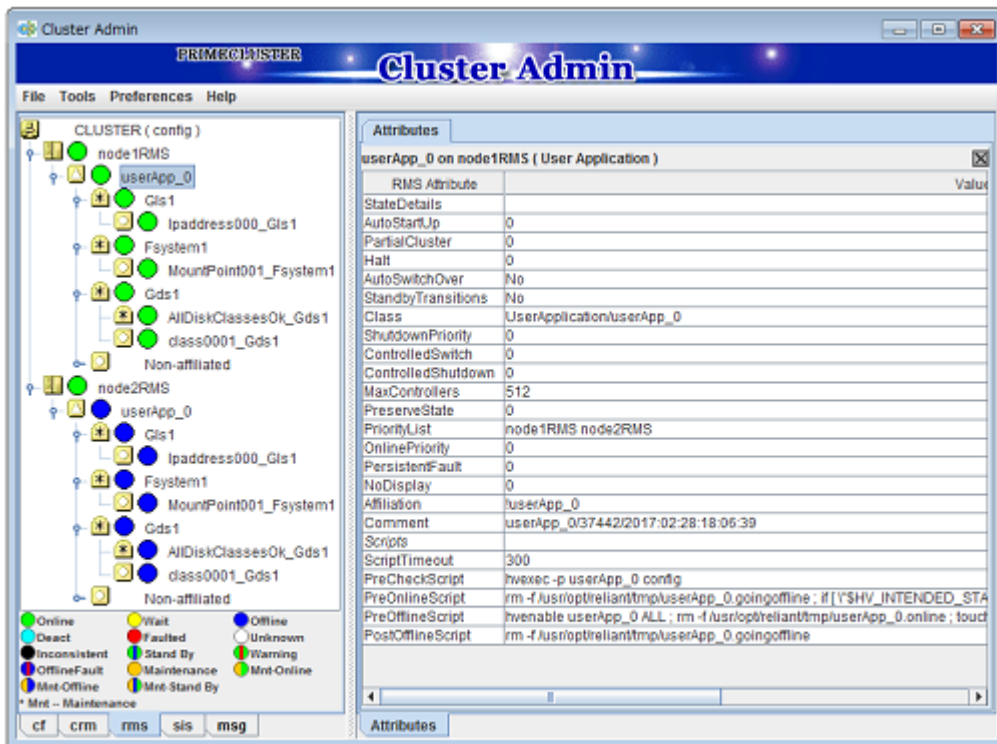 Cluster Admin
PRIMECLUSTER
Cluster Admin
File Tools Preferences Help
CLUSTER ( config )
node1RMS
userApp_0
Gls1
Ipaddress000_Gls1
Fsystem1
MountPoint001_Fsystem1
Gds1
AllDiskClassesOk_Gds1
class0001_Gds1
Non-affiliated
node2RMS
userApp_0
Gls1
Ipaddress000_Gls1
Fsystem1
MountPoint001_Fsystem1
Gds1
AllDiskClassesOk_Gds1
class0001_Gds1
Non-affiliated
Online Wait Offline
Deact Faulted Unknown
Inconsistent Stand By Warning
OfflineFault Maintenance Mnt-Online
Mnt-Offline Mnt-Stand By
* Mnt -- Maintenance
cf crm rms sis msg
Attributes
userApp_0 on node1RMS ( User Application )
RMS Attribute Value
StateDetails
AutoStartUp 0
PartialCluster 0
Halt 0
AutoSwitchOver No
StandbyTransitions No
Class UserApplication/userApp_0
ShutdownPriority 0
ControlledSwitch 0
ControlledShutdown 0
MaxControllers 512
PreserveState 0
PriorityList node1RMS node2RMS
OnlinePriority 0
PersistentFault 0
NoDisplay 0
Affiliation !userApp_0
Comment userApp_0/37442/2017:02:28:18:06:39
Scripts
ScriptTimeout 300
PreCheckScript hvexec -p userApp_0 config
PreOnlineScript rm -f /usr/opt/reliant/tmp/userApp_0.goingoffline ; if [ \"$HV_INTENDED_STA
PreOfflineScript hvenable userApp_0 ALL ; rm -f /usr/opt/reliant/tmp/userApp_0.online ; touch
PostOfflineScript rm -f /usr/opt/reliant/tmp/userApp_0.goingoffline
Attributes